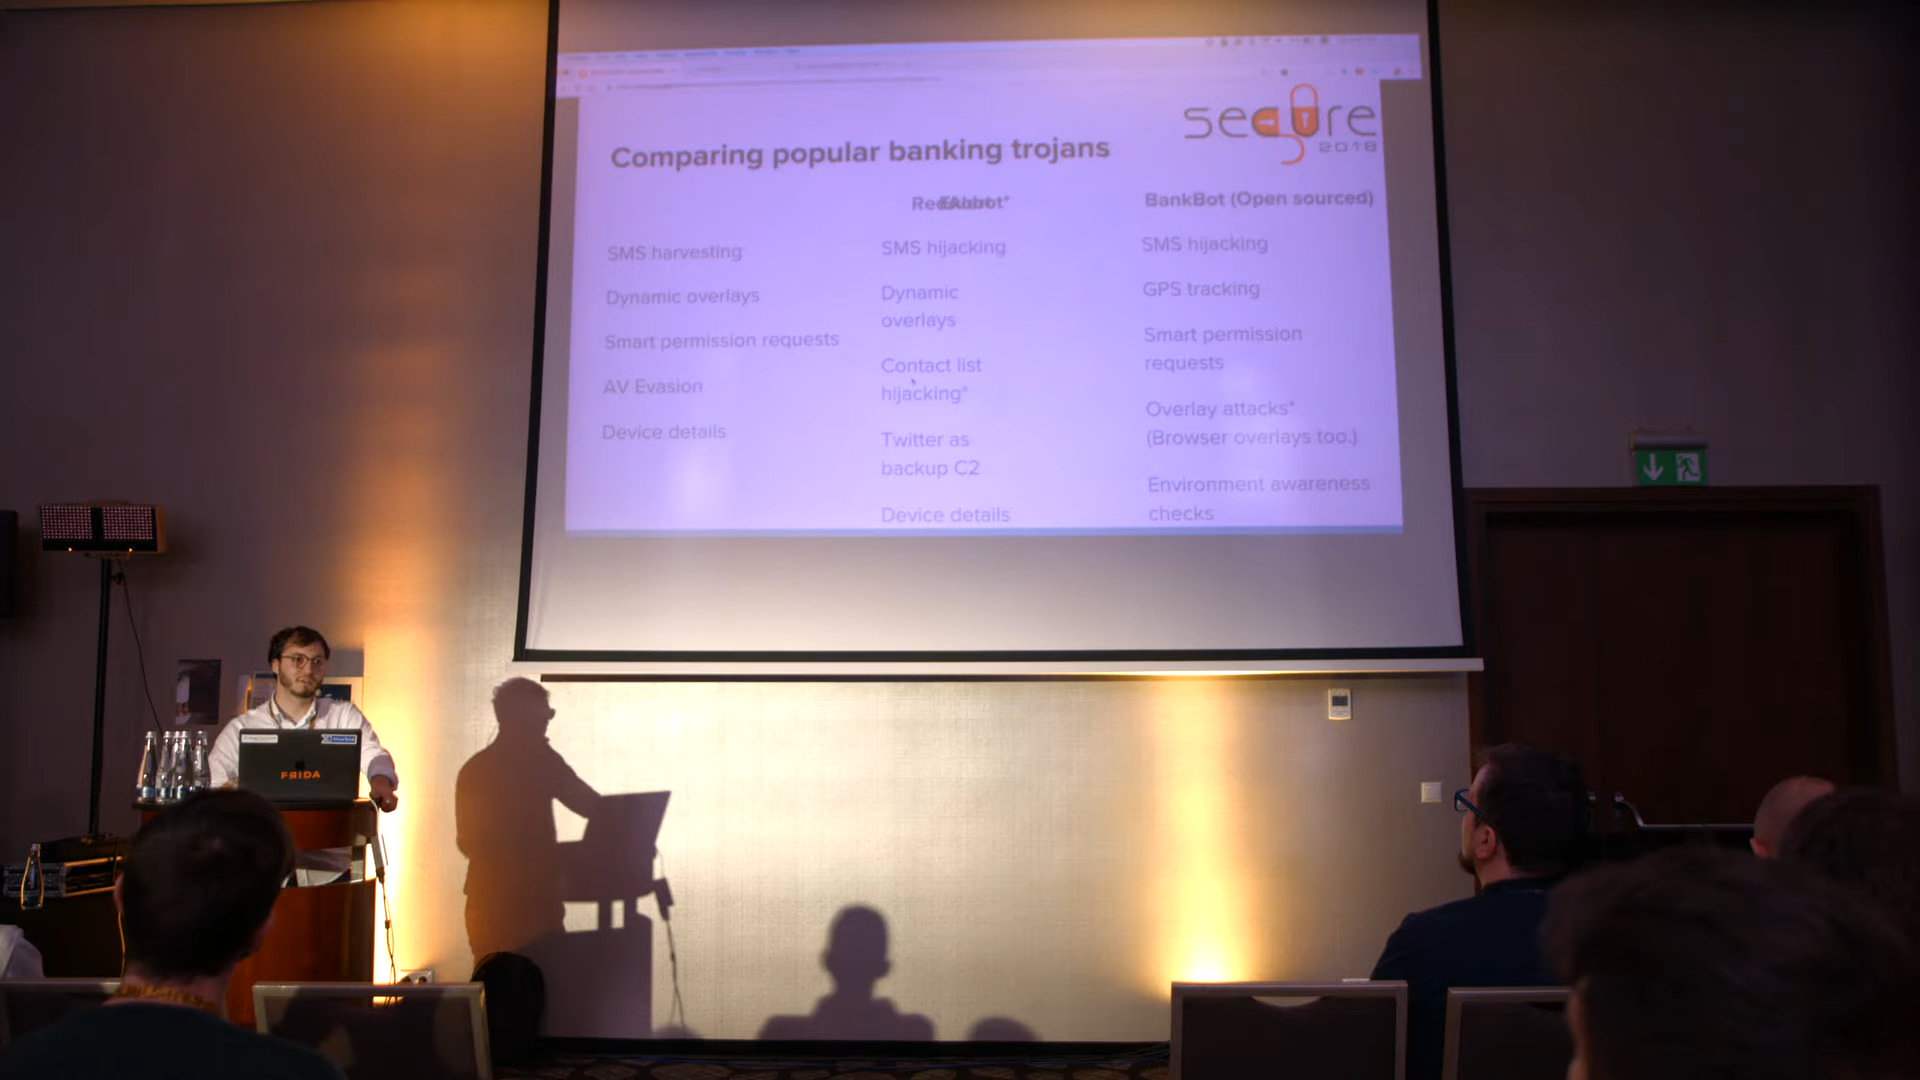 secure
2018
Comparing popular banking trojans
BankBot (Open sourced)
SMS harvesting
Dynamic overlays
Smart permission requests
AV Evasion
Device details
SMS hijacking
Dynamic
overlays
Contact list
hijacking*
Twitter as
backup C2
Device details
SMS hijacking
GPS tracking
Smart permission
requests
Overlay attacks*
(Browser overlays too.)
Environment awareness
checks
FRIDA